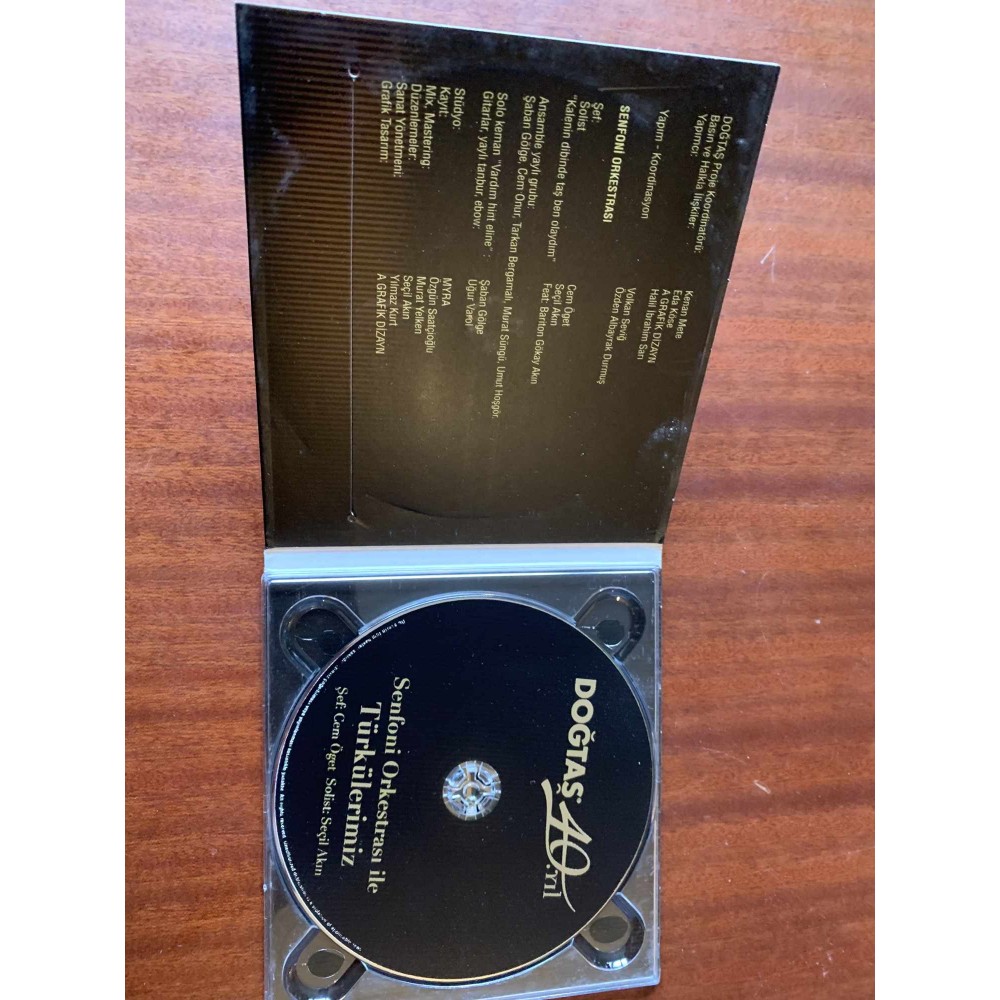 DOĞTAŞ Proje Koordinatörü: Kenan Mete
Basın ve Halkla İlişkiler: Eda Köse
Yapımcı: A GRAFİK DİZAYN
Halil İbrahim Sarı
Yapım - Koordinasyon Volkan Seviğ
Özden Albayrak Durmuş
SENFONİ ORKESTRASI
Şef: Cem Öget
Solist Seçil Akın
"Kalenin dibinde taş ben olaydım" Feat: Bariton Gökay Akın
Ansamble yaylı grubu:
Şaban Gölge, Cem Onur, Tarkan Bergamalı, Murat Süngü, Umut Hoşgör.
Solo keman "Vardım hint eline" : Şaban Gölge
Gitarlar, yaylı tanbur, ebow: Uğur Varol
Stüdyo: MYRA
Kayıt: Özgün Saatçioğlu
Mix, Mastering: Murat Yelken
Düzenlemeler: Seçil Akın
Sanat Yönetmeni: Yılmaz Kurt
Grafik Tasarım: A GRAFİK DİZAYN
DOĞTAŞ
40.YIL
Senfoni Orkestrası ile
Türkülerimiz
Şef: Cem Öget Solist: Seçil Akın